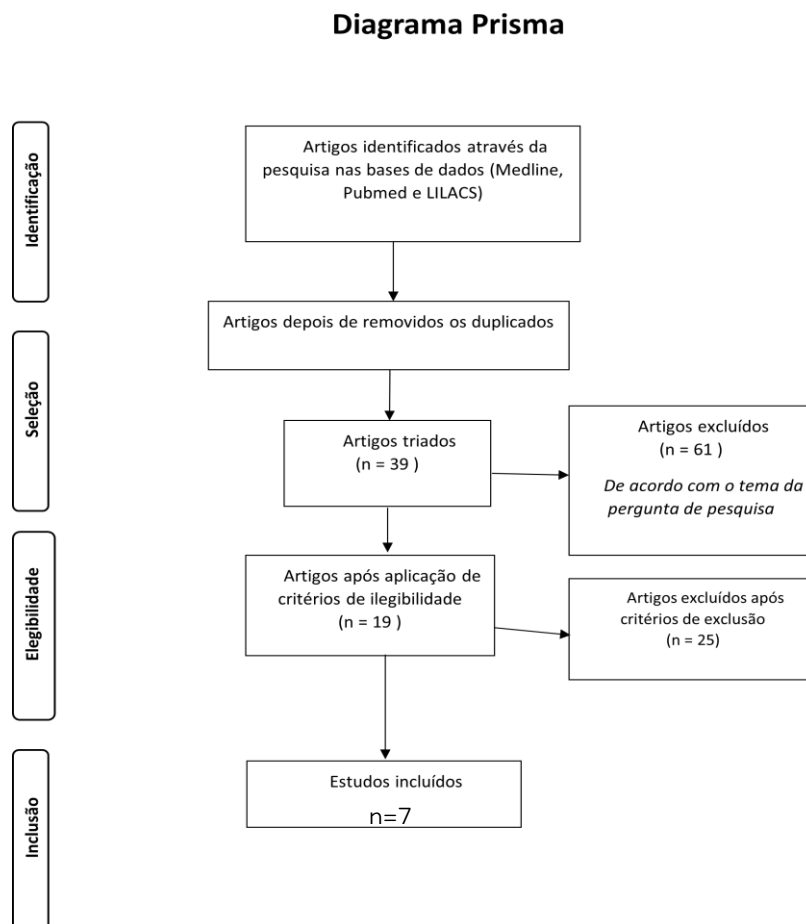 Diagrama Prisma
Identificação
Artigos identificados através da
pesquisa nas bases de dados (Medline,
Pubmed e LILACS)
Artigos depois de removidos os duplicados
Seleção
Artigos triados
(n = 39 )
Artigos excluídos
(n = 61 )
De acordo com o tema da
pergunta de pesquisa
Elegibilidade
Artigos após aplicação de
critérios de ilegibilidade
(n = 19 )
Artigos excluídos após
critérios de exclusão
(n = 25)
Inclusão
Estudos incluídos
n=7